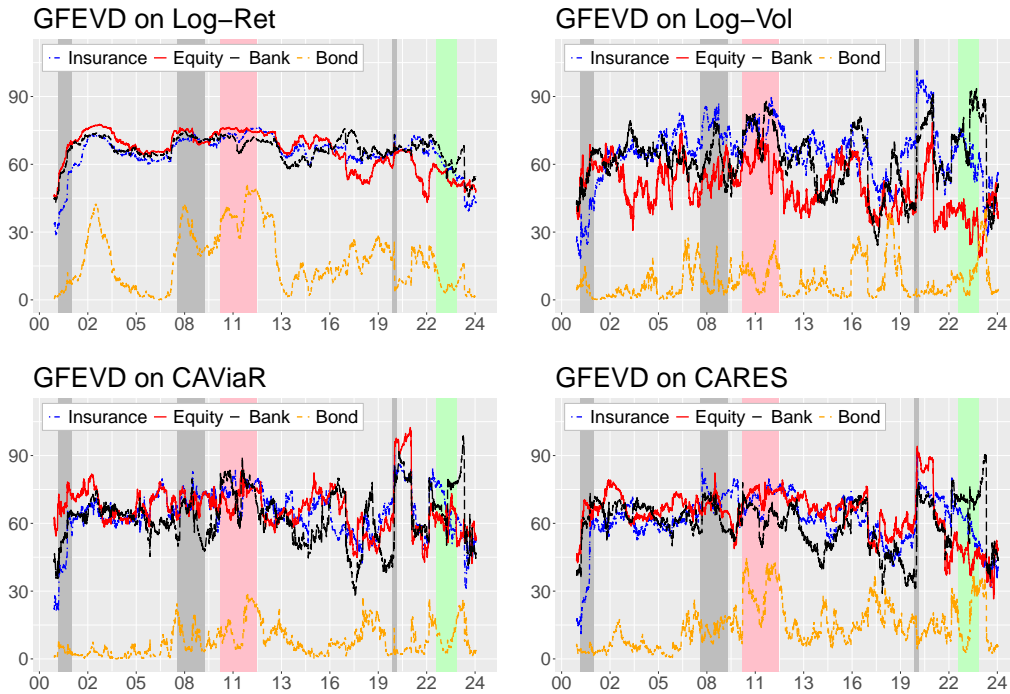 GFEVD on Log−Ret
Insurance Equity Bank Bond
90
60
30
0
00 02 05 08 11 13 16 19 22 24
GFEVD on Log−Vol
Insurance Equity Bank Bond
90
60
30
0
00 02 05 08 11 13 16 19 22 24
GFEVD on CAViaR
Insurance Equity Bank Bond
90
60
30
0
00 02 05 08 11 13 16 19 22 24
GFEVD on CARES
Insurance Equity Bank Bond
90
60
30
0
00 02 05 08 11 13 16 19 22 24